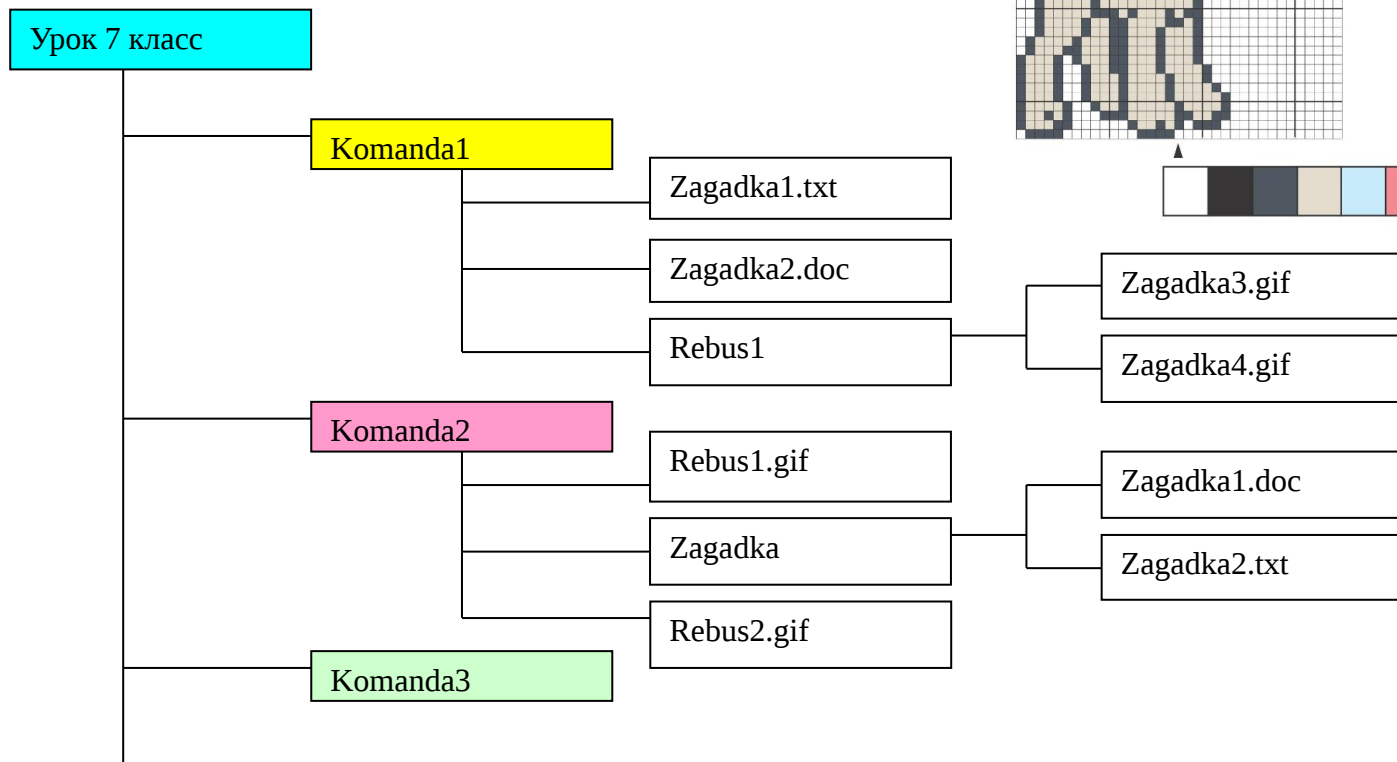 Урок 7 класс
Komanda1
Zagadka1.txt
Zagadka2.doc
Rebus1
Zagadka3.gif
Zagadka4.gif
Komanda2
Rebus1.gif
Zagadka
Zagadka1.doc
Zagadka2.txt
Rebus2.gif
Komanda3